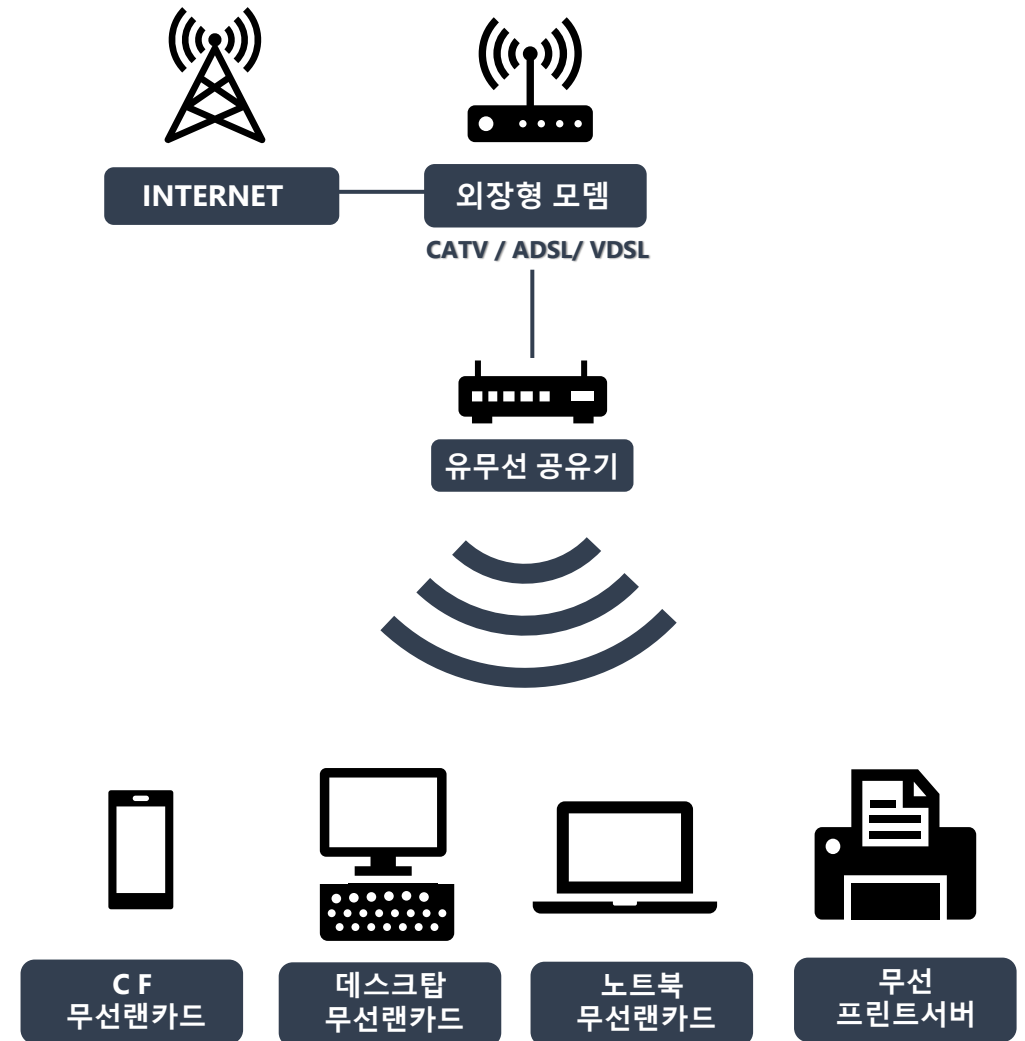 INTERNET
외장형 모뎀
CATV / ADSL/ VDSL
유무선 공유기
C F
무선랜카드
데스크탑
무선랜카드
노트북
무선랜카드
무선
프린트서버